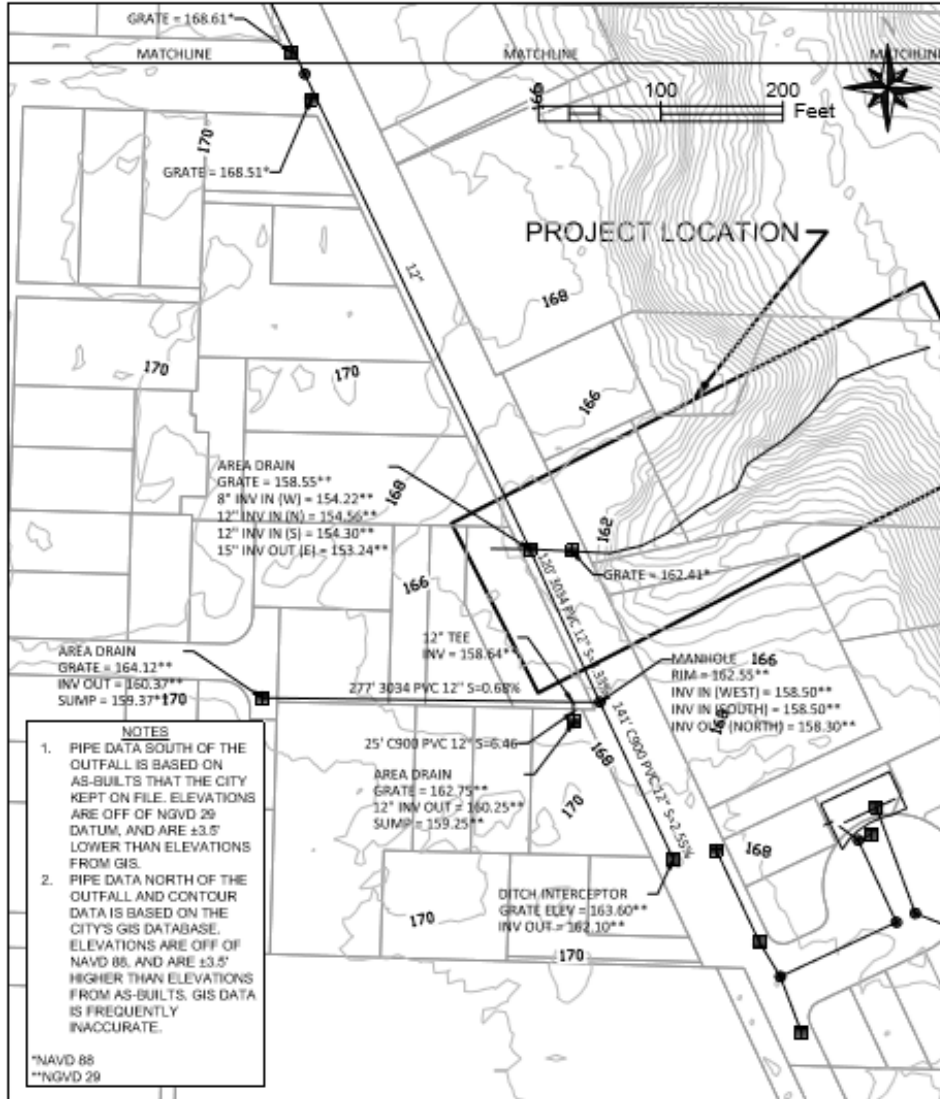 GRATE = 168.61*
MATCHLINE
MATCHLINE
MATCHLINE
166
100
200
Feet
170
GRATE = 168.51*
PROJECT LOCATION
12"
168
170
170
166
AREA DRAIN
GRATE = 158.55**
8" INV IN (W) = 154.22**
12" INV IN (N) = 154.56**
12" INV IN (S) = 154.30**
15" INV OUT (E) = 153.24**
168
162
GRATE = 162.41*
166
120' 3034 PVC 12"
12" TEE
INV = 158.64**
AREA DRAIN
GRATE = 164.12**
INV OUT = 160.37**
SUMP = 159.37**
170
277' 3034 PVC 12" S=0.68%
MANHOLE
166
RIM = 162.55**
INV IN (WEST) = 158.50**
INV IN (SOUTH) = 158.50**
INV OUT (NORTH) = 158.30**
168
141' C900 PVC 12" S=2.55%
25' C900 PVC 12" S=6.46
168
AREA DRAIN
GRATE = 162.75**
12" INV OUT = 160.25**
SUMP = 159.25**
170
168
DITCH INTERCEPTOR
GRATE ELEV = 163.60**
INV OUT = 162.10**
170
170
NOTES
1. PIPE DATA SOUTH OF THE
OUTFALL IS BASED ON
AS-BUILTS THAT THE CITY
KEPT ON FILE. ELEVATIONS
ARE OFF OF NGVD 29
DATUM, AND ARE ±3.5'
LOWER THAN ELEVATIONS
FROM GIS.
2. PIPE DATA NORTH OF THE
OUTFALL AND CONTOUR
DATA IS BASED ON THE
CITY'S GIS DATABASE.
ELEVATIONS ARE OFF OF
NAVD 88, AND ARE ±3.5'
HIGHER THAN ELEVATIONS
FROM AS-BUILTS. GIS DATA
IS FREQUENTLY
INACCURATE.
*NAVD 88
**NGVD 29